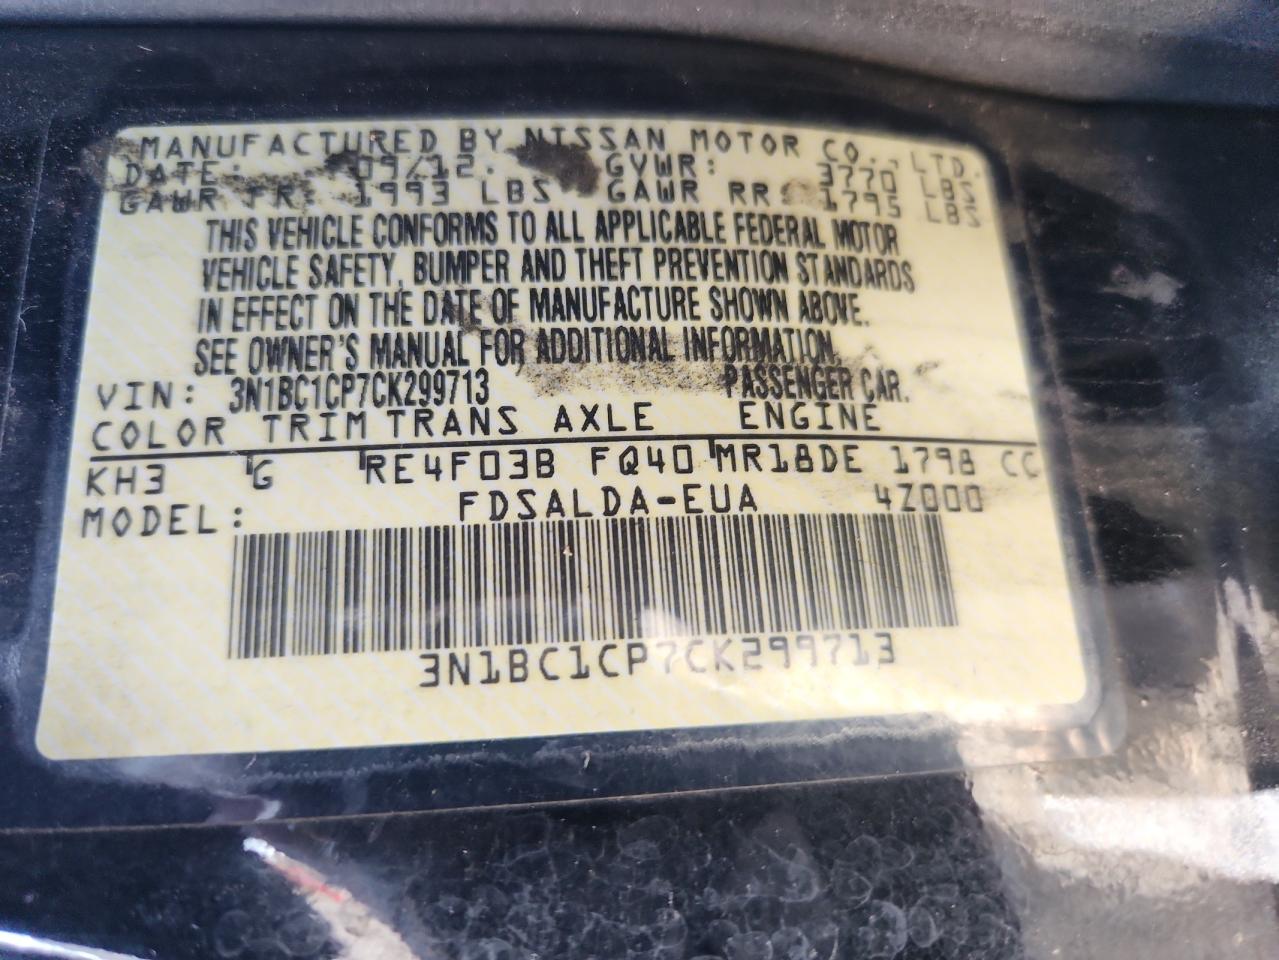 MANUFACTURED BY NISSAN MOTOR CO., LTD.
DATE: 09/12. GVWR: 3770 LBS
GAWR FR: 1993 LBS GAWR RR: 1795 LBS
THIS VEHICLE CONFORMS TO ALL APPLICABLE FEDERAL MOTOR
VEHICLE SAFETY, BUMPER AND THEFT PREVENTION STANDARDS
IN EFFECT ON THE DATE OF MANUFACTURE SHOWN ABOVE.
SEE OWNER'S MANUAL FOR ADDITIONAL INFORMATION.
VIN: 3N1BC1CP7CK299713 PASSENGER CAR.
COLOR TRIM TRANS AXLE ENGINE
KH3 G RE4F03B FQ40 MR18DE 1798 CC
MODEL: FDSALDA-EUA 4Z000
3N1BC1CP7CK299713